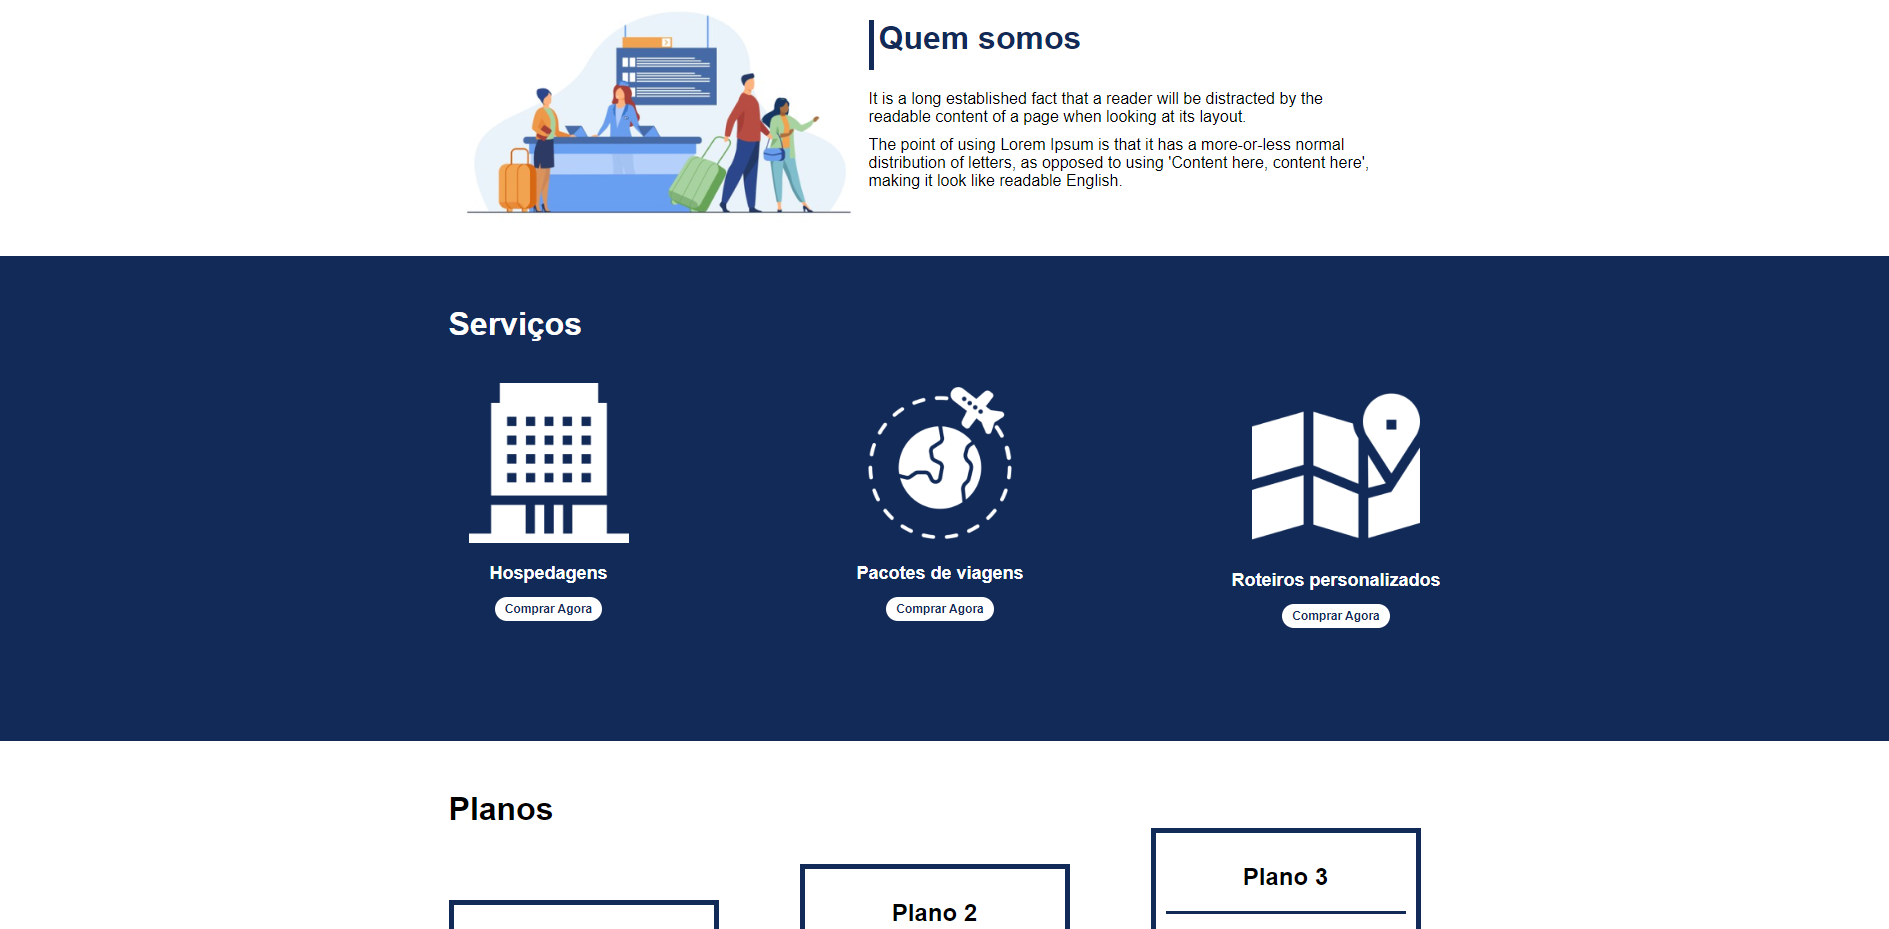 Quem somos
It is a long established fact that a reader will be distracted by the
readable content of a page when looking at its layout.
The point of using Lorem Ipsum is that it has a more-or-less normal
distribution of letters, as opposed to using 'Content here, content here',
making it look like readable English.
Serviços
Hospedagens
Comprar Agora
Pacotes de viagens
Comprar Agora
Roteiros personalizados
Comprar Agora
Planos
Plano 2
Plano 3